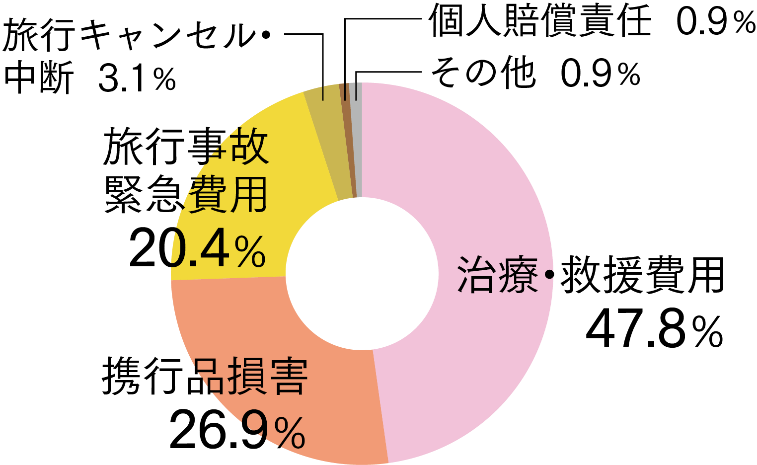 旅行キャンセル・
中断 3.1%
個人賠償責任 0.9%
その他 0.9%
旅行事故
緊急費用
20.4%
治療・救援費用
47.8%
携行品損害
26.9%